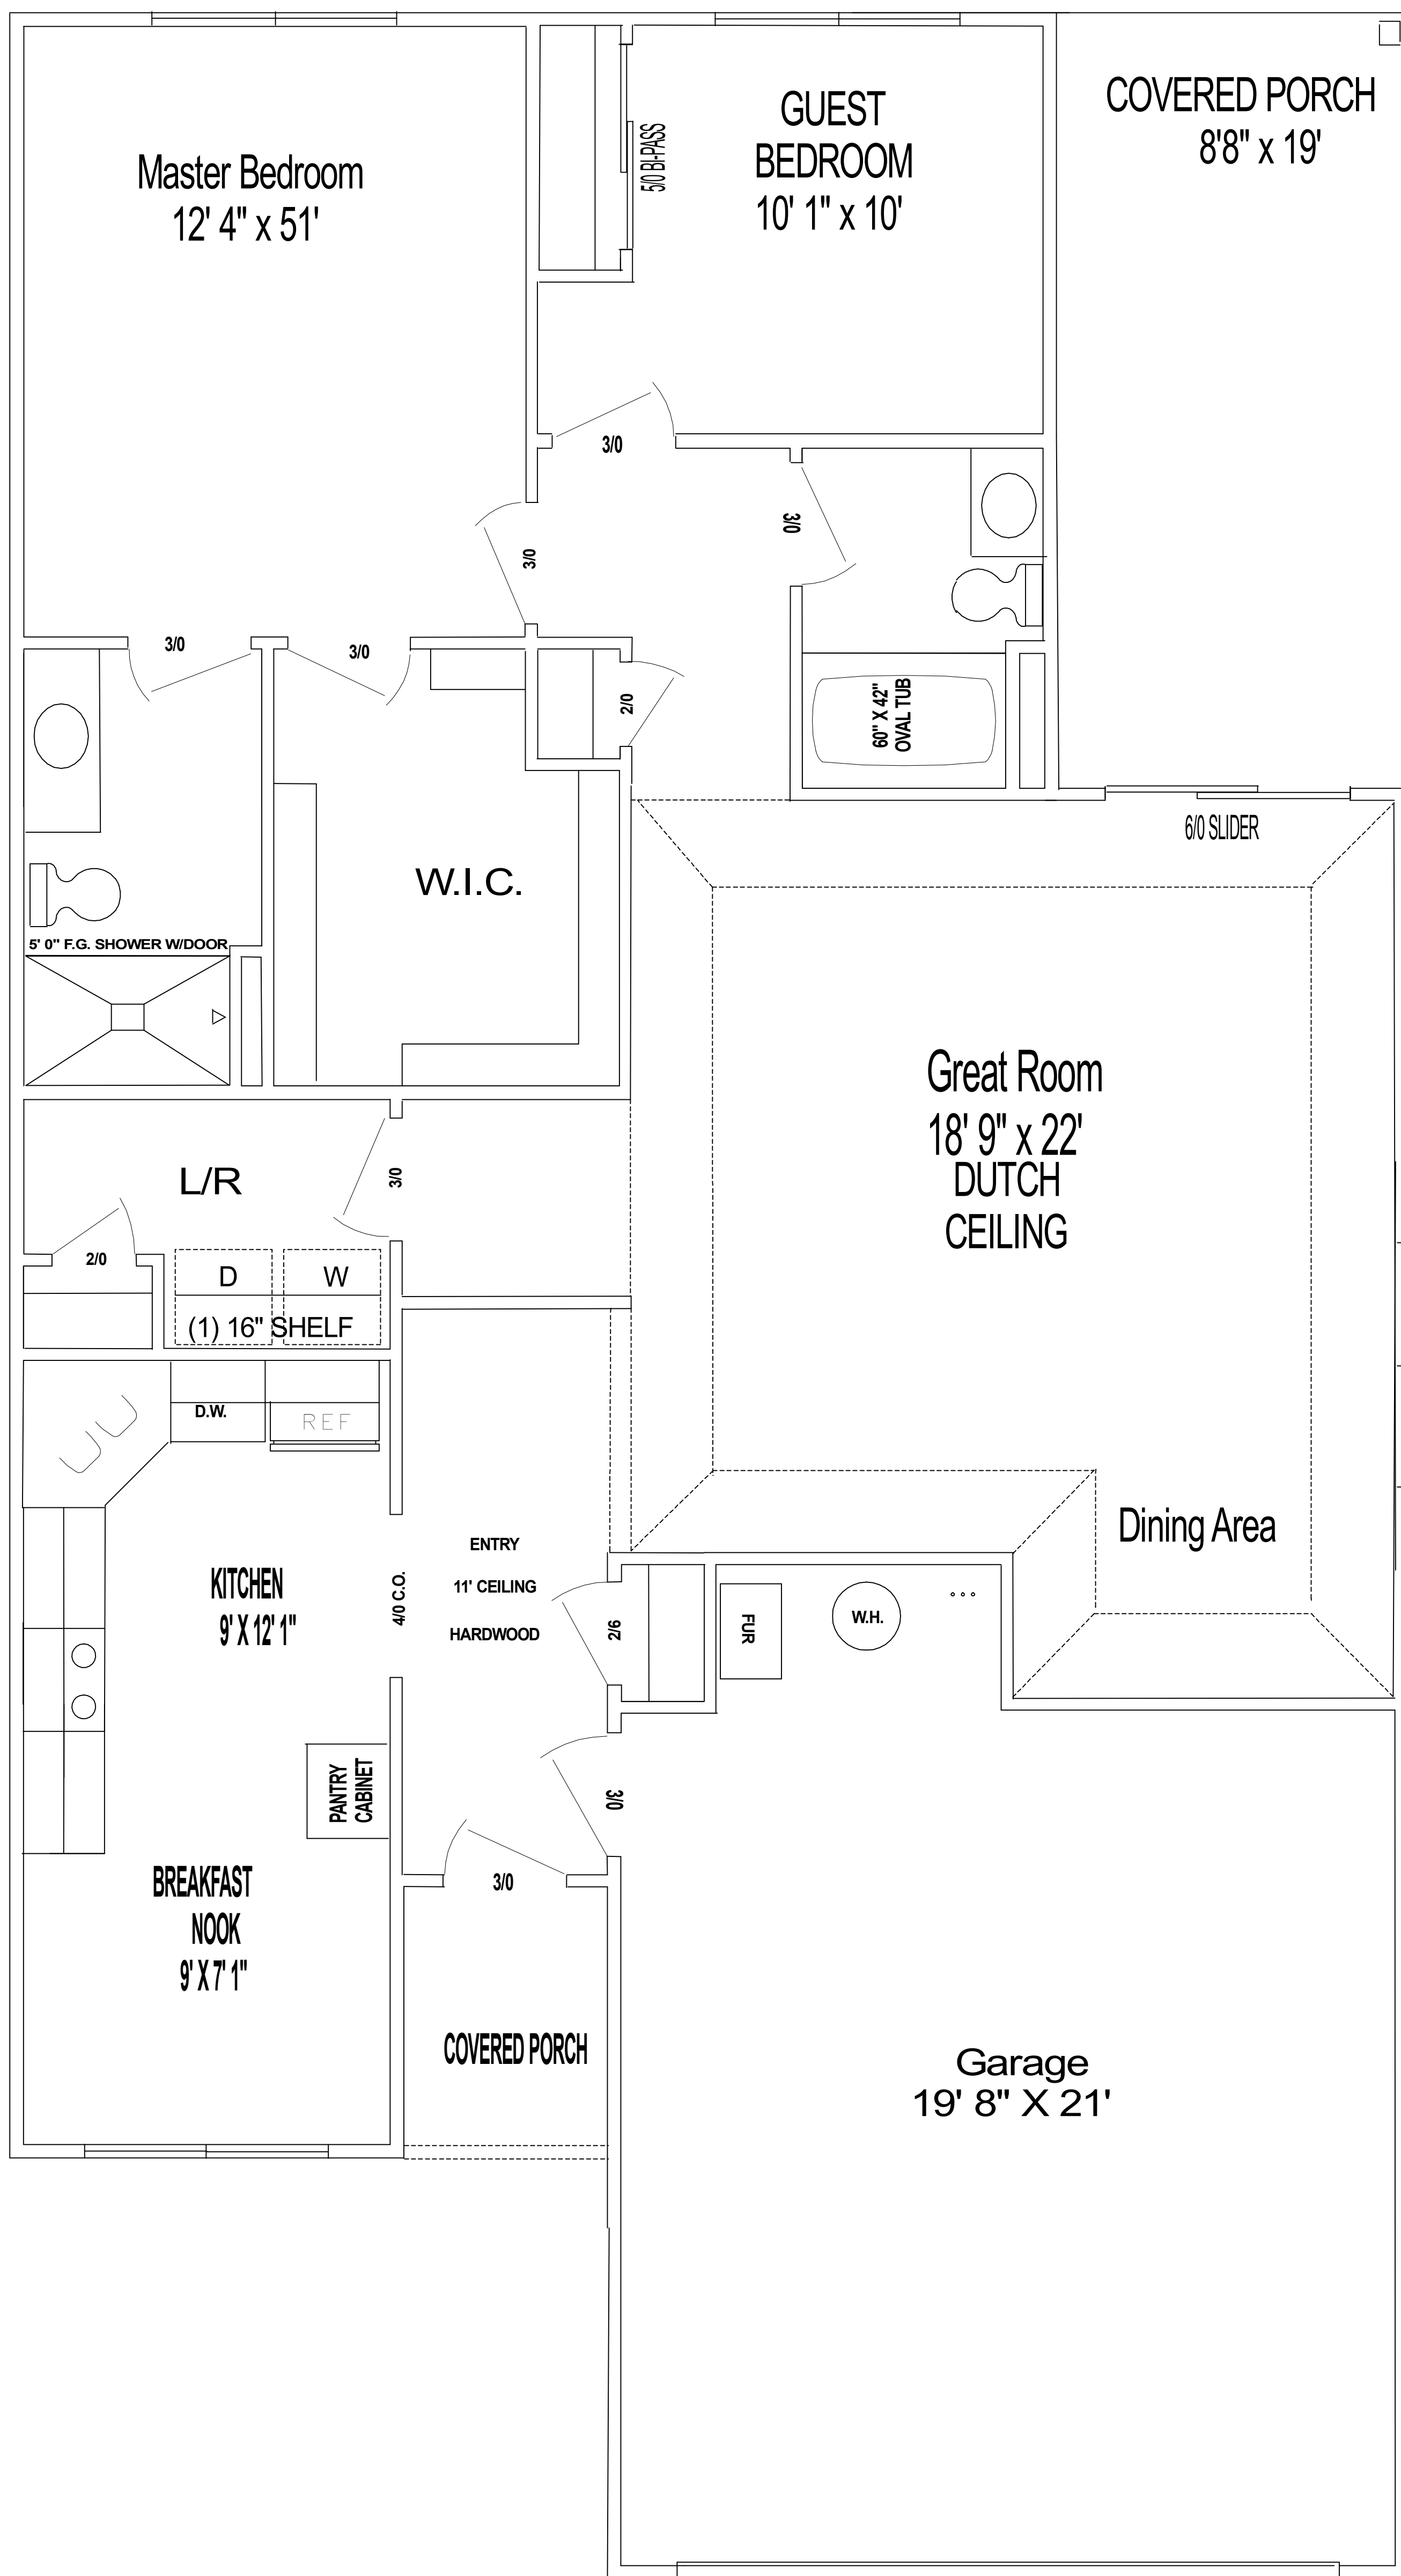 Master Bedroom
12' 4" x 51'
5/0 BI-PASS
GUEST
BEDROOM
10' 1" x 10'
COVERED PORCH
8'8" x 19'
3/0
3/0
3/0
3/0
3/0
2/0
60" X 42"
OVAL TUB
6/0 SLIDER
W.I.C.
5' 0" F.G. SHOWER W/DOOR
Great Room
18' 9" x 22'
DUTCH
CEILING
L/R
3/0
2/0
D
W
(1) 16" SHELF
D.W.
REF
Dining Area
ENTRY
11' CEILING
HARDWOOD
4/0 C.O.
KITCHEN
9' X 12' 1"
2/6
FUR
W.H.
PANTRY
CABINET
3/0
3/0
BREAKFAST
NOOK
9' X 7' 1"
COVERED PORCH
Garage
19' 8" X 21'